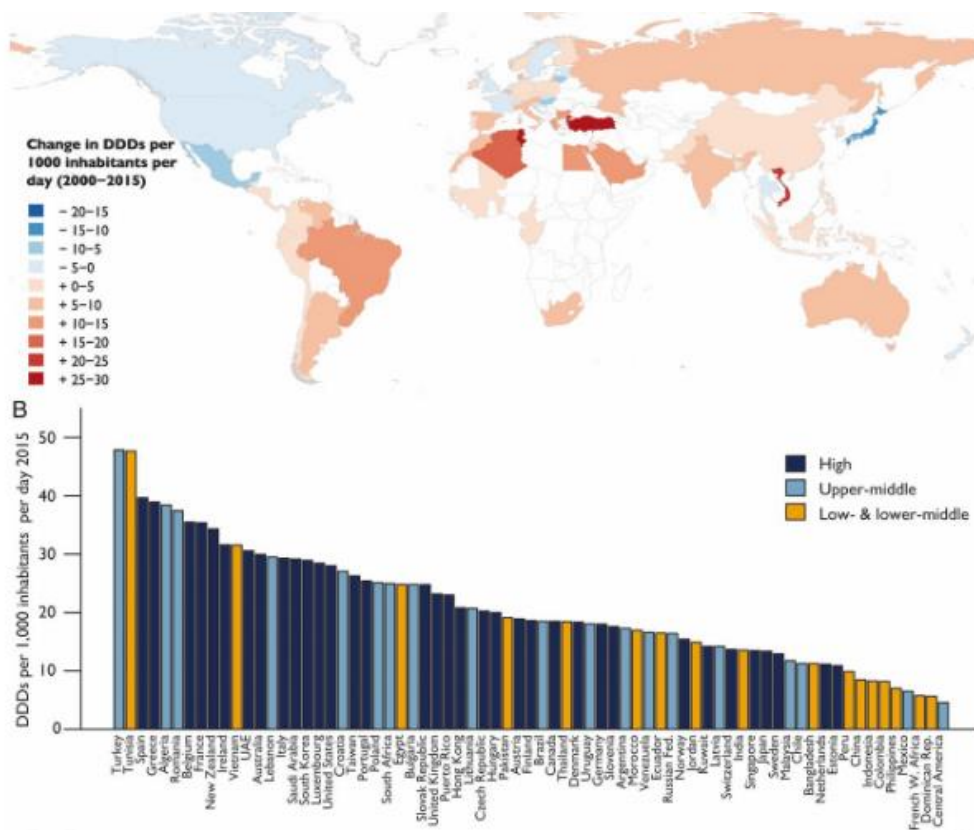 Change in DDDs per
1000 inhabitants per
day (2000–2015)
− 20–15
− 15–10
− 10–5
− 5–0
+ 0–5
+ 5–10
+ 10–15
+ 15–20
+ 20–25
+ 25–30
B
DDDs per 1,000 inhabitants per day 2015
50
40
30
20
10
0
High
Upper-middle
Low- & lower-middle
Turkey
Tunisia
Spain
Greece
Algeria
Romania
Belgium
France
New Zealand
Ireland
Vietnam
UAE
Australia
Lebanon
Italy
Saudi Arabia
South Korea
Luxembourg
United States
Croatia
Taiwan
Portugal
Poland
South Africa
Egypt
Bulgaria
Slovak Republic
United Kingdom
Puerto Rico
Hong Kong
Lithuania
Czech Republic
Hungary
Pakistan
Austria
Finland
Brazil
Canada
Thailand
Denmark
Uruguay
Germany
Slovenia
Argentina
Morocco
Venezuela
Ecuador
Russian Fed.
Norway
Jordan
Kuwait
Latvia
Switzerland
India
Singapore
Japan
Sweden
Malaysia
Chile
Bangladesh
Netherlands
Estonia
Peru
China
Indonesia
Colombia
Philippines
Mexico
French W. Africa
Dominican Rep.
Central America